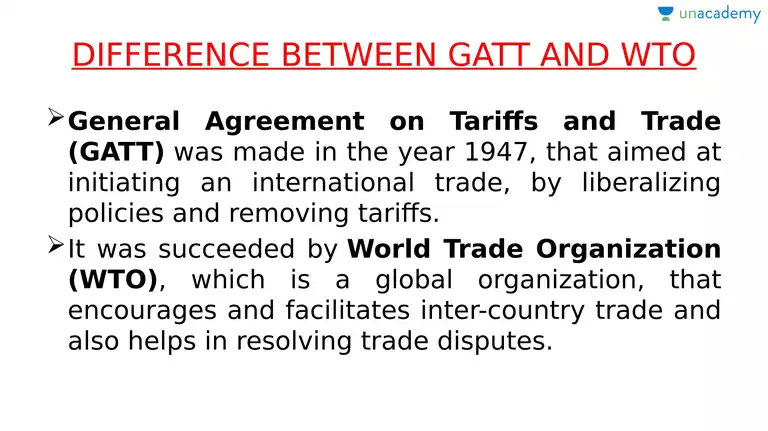 unacademy
DIFFERENCE BETWEEN GATT AND WTO
➢General Agreement on Tariffs and Trade
(GATT) was made in the year 1947, that aimed at
initiating an international trade, by liberalizing
policies and removing tariffs.
➢It was succeeded by World Trade Organization
(WTO), which is a global organization, that
encourages and facilitates inter-country trade and
also helps in resolving trade disputes.